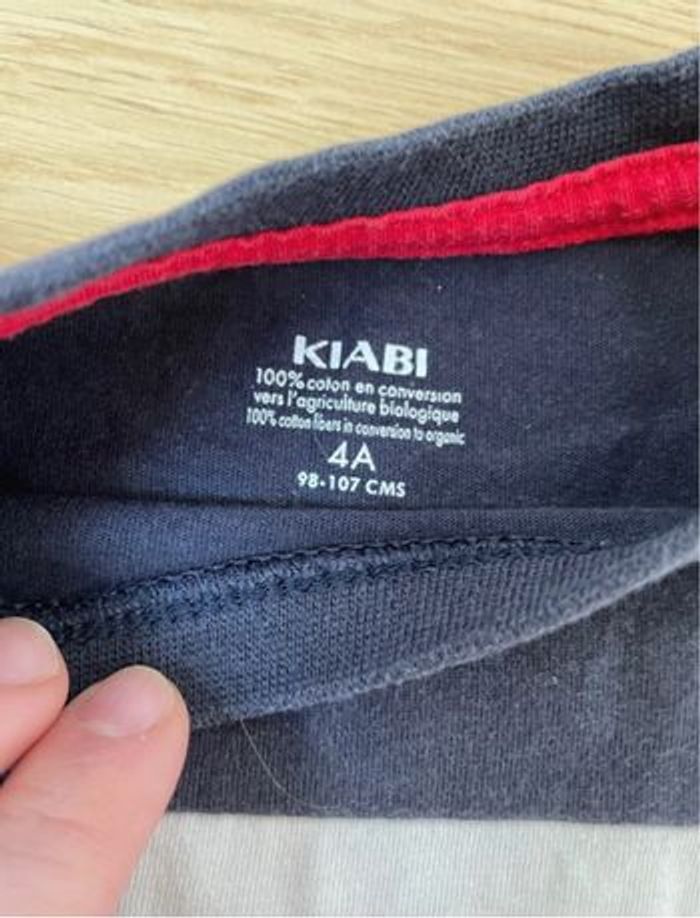 KIABI
100% coton en conversion
vers l'agriculture biologique
100% cotton fibers in conversion to organic
4A
98-107 CMS